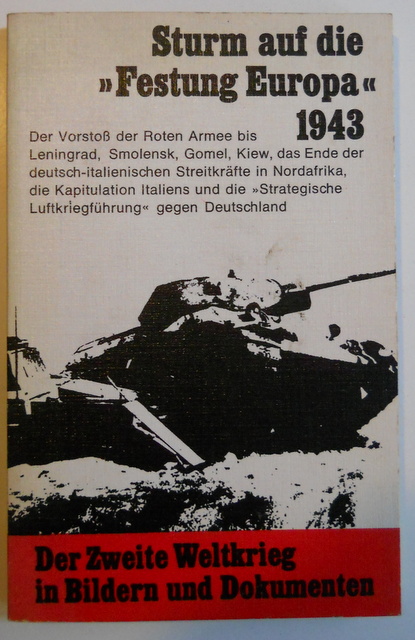 Sturm auf die
»Festung Europa«
1943
Der Vorstoß der Roten Armee bis
Leningrad, Smolensk, Gomel, Kiew, das Ende der
deutsch-italienischen Streitkräfte in Nordafrika,
die Kapitulation Italiens und die »Strategische
Luftkriegführung« gegen Deutschland
Der Zweite Weltkrieg
in Bildern und Dokumenten